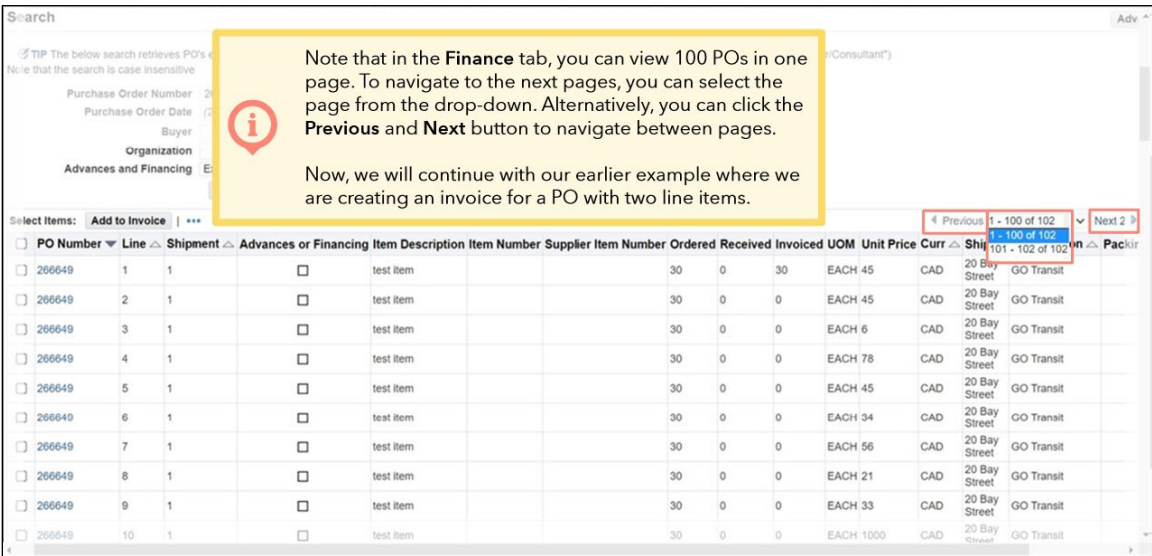 Search
Adv
TIP The below search retrieves PO's
r/Consultant")
Note that the search is case insensitive
Purchase Order Number
Purchase Order Date
Buyer
Organization
Advances and Financing
Note that in the Finance tab, you can view 100 POs in one
page. To navigate to the next pages, you can select the
page from the drop-down. Alternatively, you can click the
Previous and Next button to navigate between pages.
Now, we will continue with our earlier example where we
are creating an invoice for a PO with two line items.
Select Items: Add to Invoice | •••
Previous 1 - 100 of 102 Next 2
1 - 100 of 102
101 - 102 of 102
PO Number Line Shipment Advances or Financing Item Description Item Number Supplier Item Number Ordered Received Invoiced UOM Unit Price Curr Shi on Packin
266649 1 1 test item 30 0 30 EACH 45 CAD 20 Bay Street GO Transit
266649 2 1 test item 30 0 0 EACH 45 CAD 20 Bay Street GO Transit
266649 3 1 test item 30 0 0 EACH 6 CAD 20 Bay Street GO Transit
266649 4 1 test item 30 0 0 EACH 78 CAD 20 Bay Street GO Transit
266649 5 1 test item 30 0 0 EACH 45 CAD 20 Bay Street GO Transit
266649 6 1 test item 30 0 0 EACH 34 CAD 20 Bay Street GO Transit
266649 7 1 test item 30 0 0 EACH 56 CAD 20 Bay Street GO Transit
266649 8 1 test item 30 0 0 EACH 21 CAD 20 Bay Street GO Transit
266649 9 1 test item 30 0 0 EACH 33 CAD 20 Bay Street GO Transit
266649 10 1 test item 30 0 0 EACH 1000 CAD 20 Bay Street GO Transit